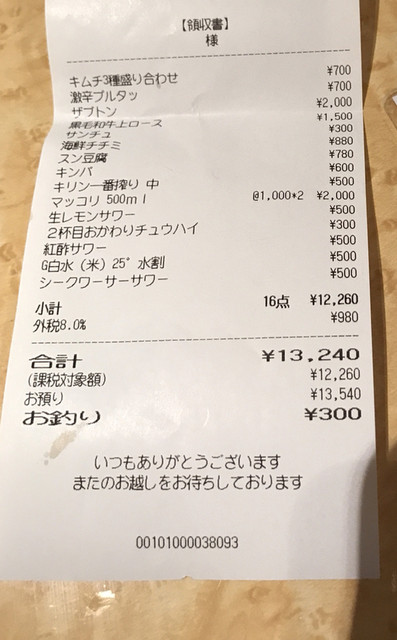 【領収書】
様
キムチ3種盛り合わせ ¥700
激辛ブルタッ ¥700
ザブトン ¥2,000
黒毛和牛上ロース ¥1,500
サンチュ ¥300
海鮮チヂミ ¥880
スン豆腐 ¥780
キンパ ¥600
キリン一番搾り 中 ¥500
マッコリ 500ml @1,000*2 ¥2,000
生レモンサワー ¥500
２杯目おかわりチュウハイ ¥300
紅酢サワー ¥500
G白水（米）25°水割 ¥500
シークワーサーサワー ¥500
小計 16点 ¥12,260
外税8.0% ¥980
合計 ¥13,240
(課税対象額) ¥12,260
お預り ¥13,540
お釣り ¥300
いつもありがとうございます
またのお越しをお待ちしております
00101000038093